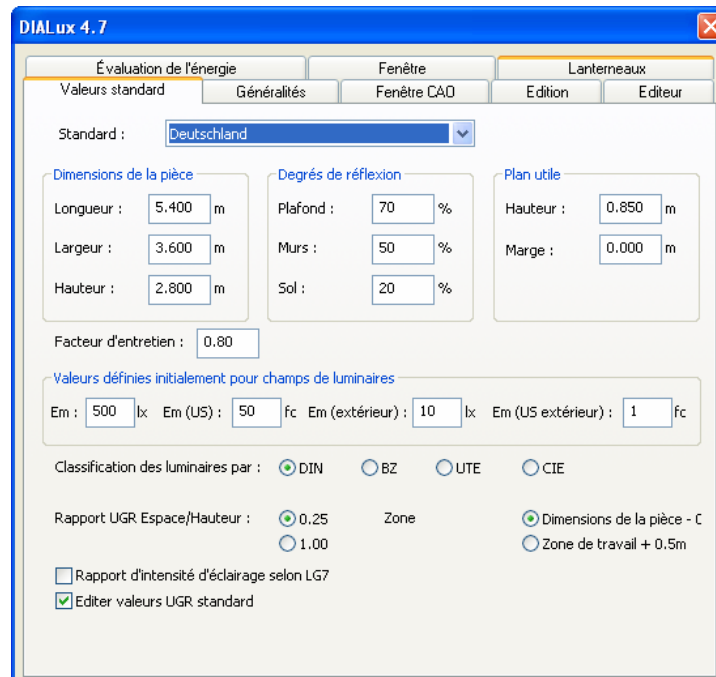 DIALux 4.7
Évaluation de l'énergie Fenêtre Lanterneaux
Valeurs standard Généralités Fenêtre CAO Edition Editeur
Standard : Deutschland
Dimensions de la pièce Degrés de réflexion Plan utile
Longueur : 5.400 m Plafond : 70 % Hauteur : 0.850 m
Largeur : 3.600 m Murs : 50 % Marge : 0.000 m
Hauteur : 2.800 m Sol : 20 %
Facteur d'entretien : 0.80
Valeurs définies initialement pour champs de luminaires
Em : 500 lx Em (US) : 50 fc Em (extérieur) : 10 lx Em (US extérieur) : 1 fc
Classification des luminaires par : DIN BZ UTE CIE
Rapport UGR Espace/Hauteur : 0.25 Zone Dimensions de la pièce -
1.00 Zone de travail + 0.5m
Rapport d'intensité d'éclairage selon LG7
Editer valeurs UGR standard